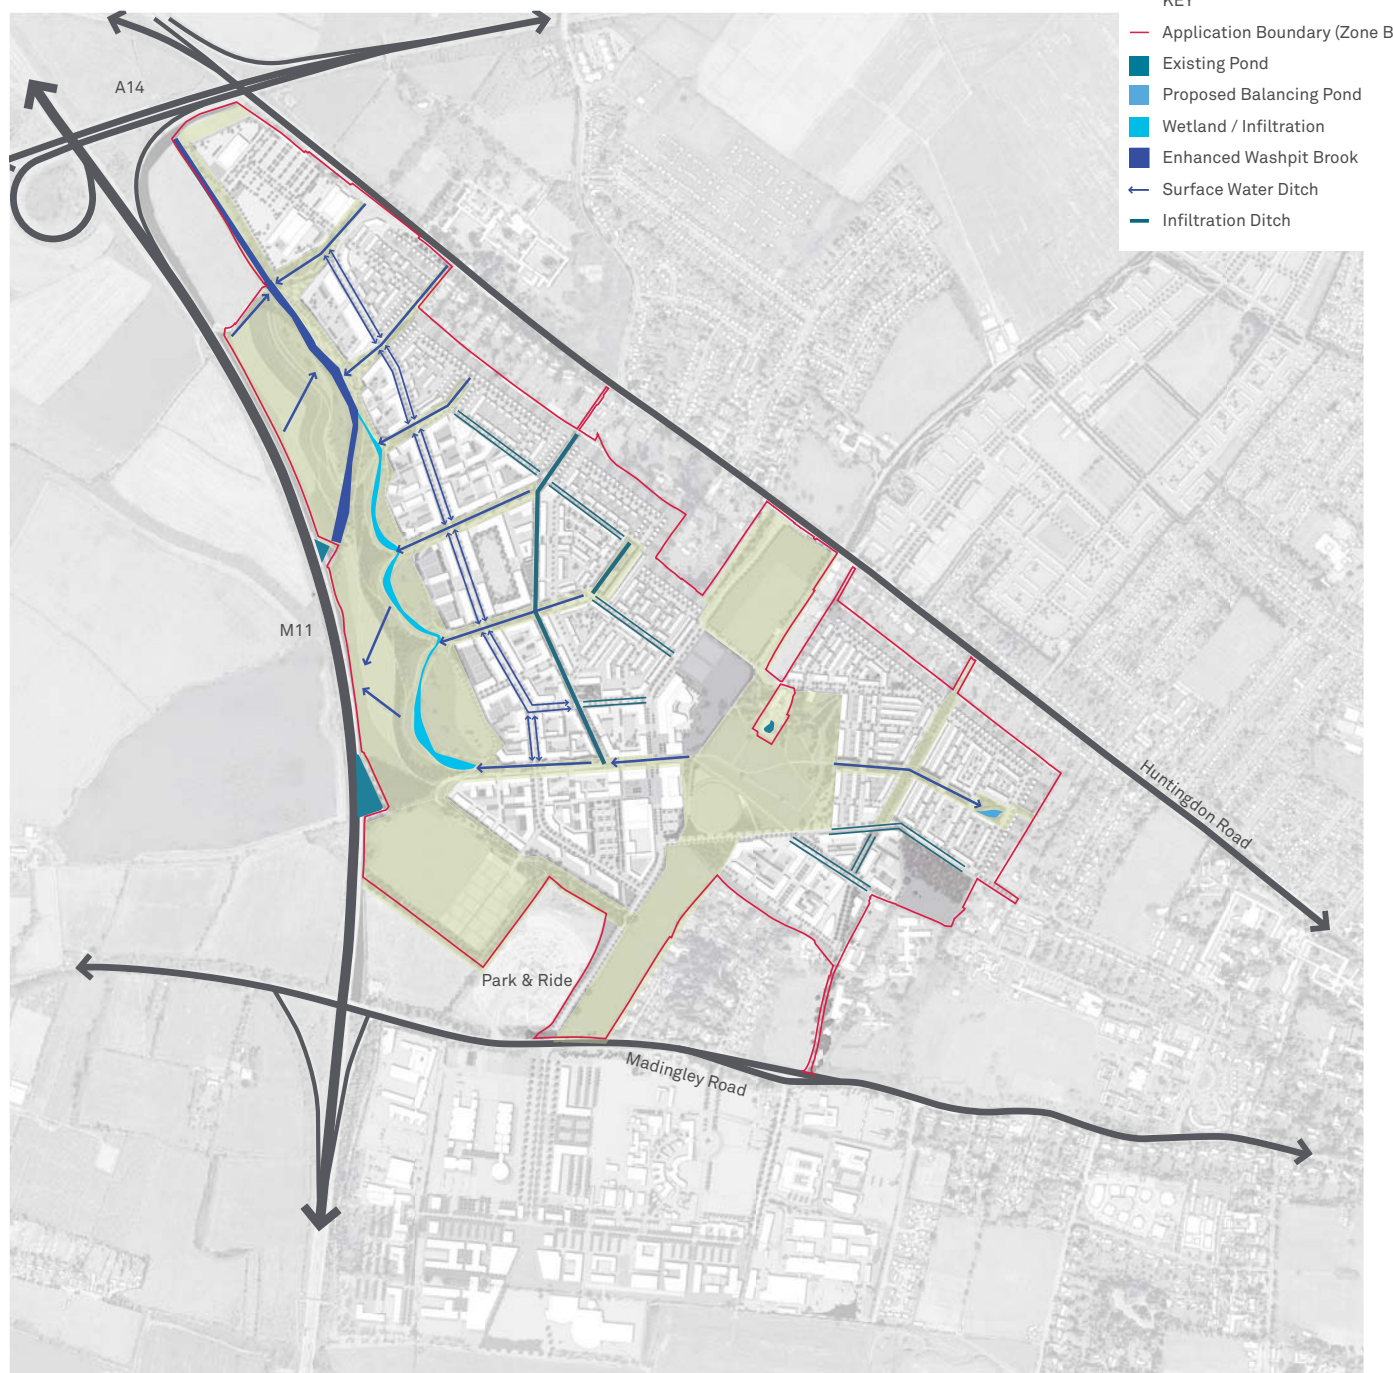 KEY
Application Boundary (Zone B
Existing Pond
Proposed Balancing Pond
Wetland / Infiltration
Enhanced Washpit Brook
Surface Water Ditch
Infiltration Ditch
A14
M11
Huntingdon Road
Park & Ride
Madingley Road